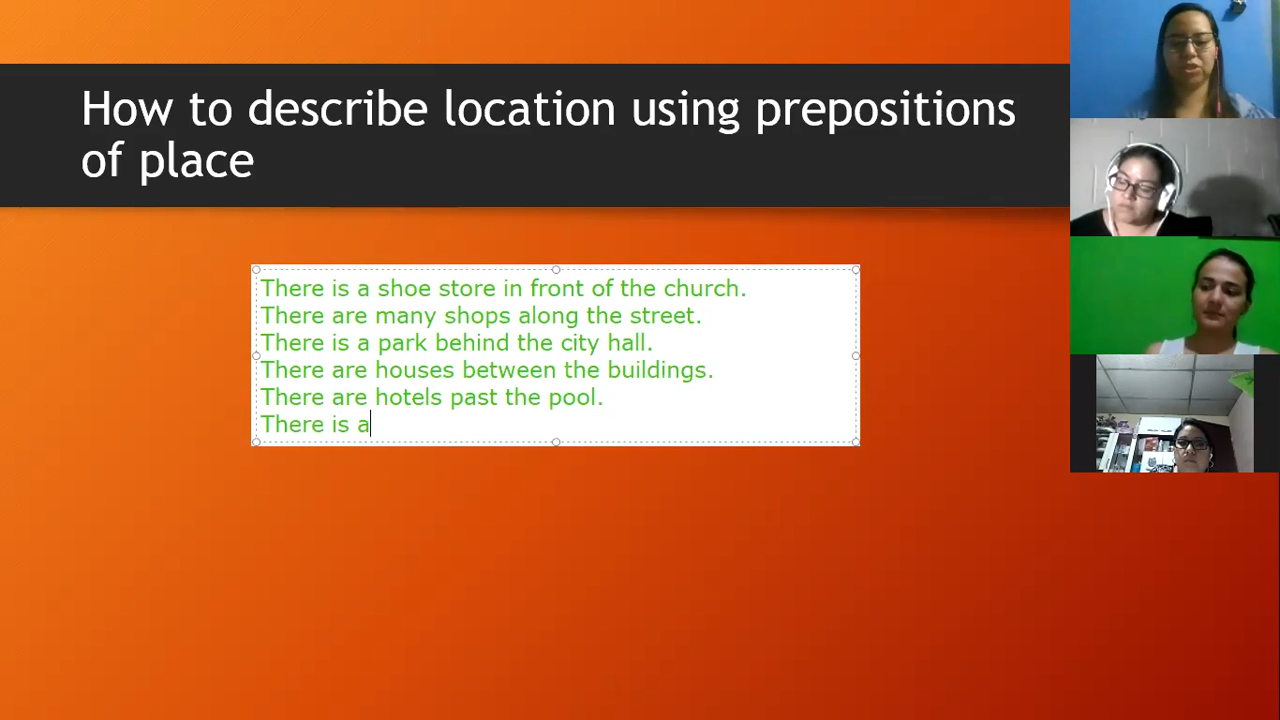 How to describe location using prepositions
of place
There is a shoe store in front of the church.
There are many shops along the street.
There is a park behind the city hall.
There are houses between the buildings.
There are hotels past the pool.
There is a